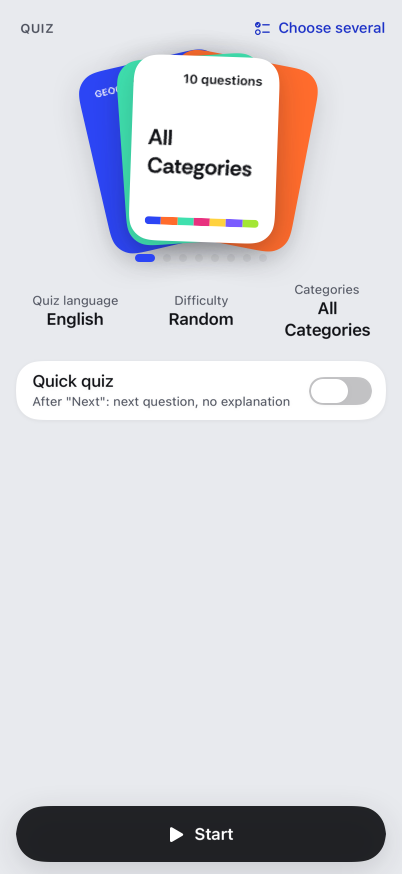 QUIZ
Choose several
10 questions
All
Categories
Quiz language
English
Difficulty
Random
Categories
All
Categories
Quick quiz
After "Next": next question, no explanation
Start